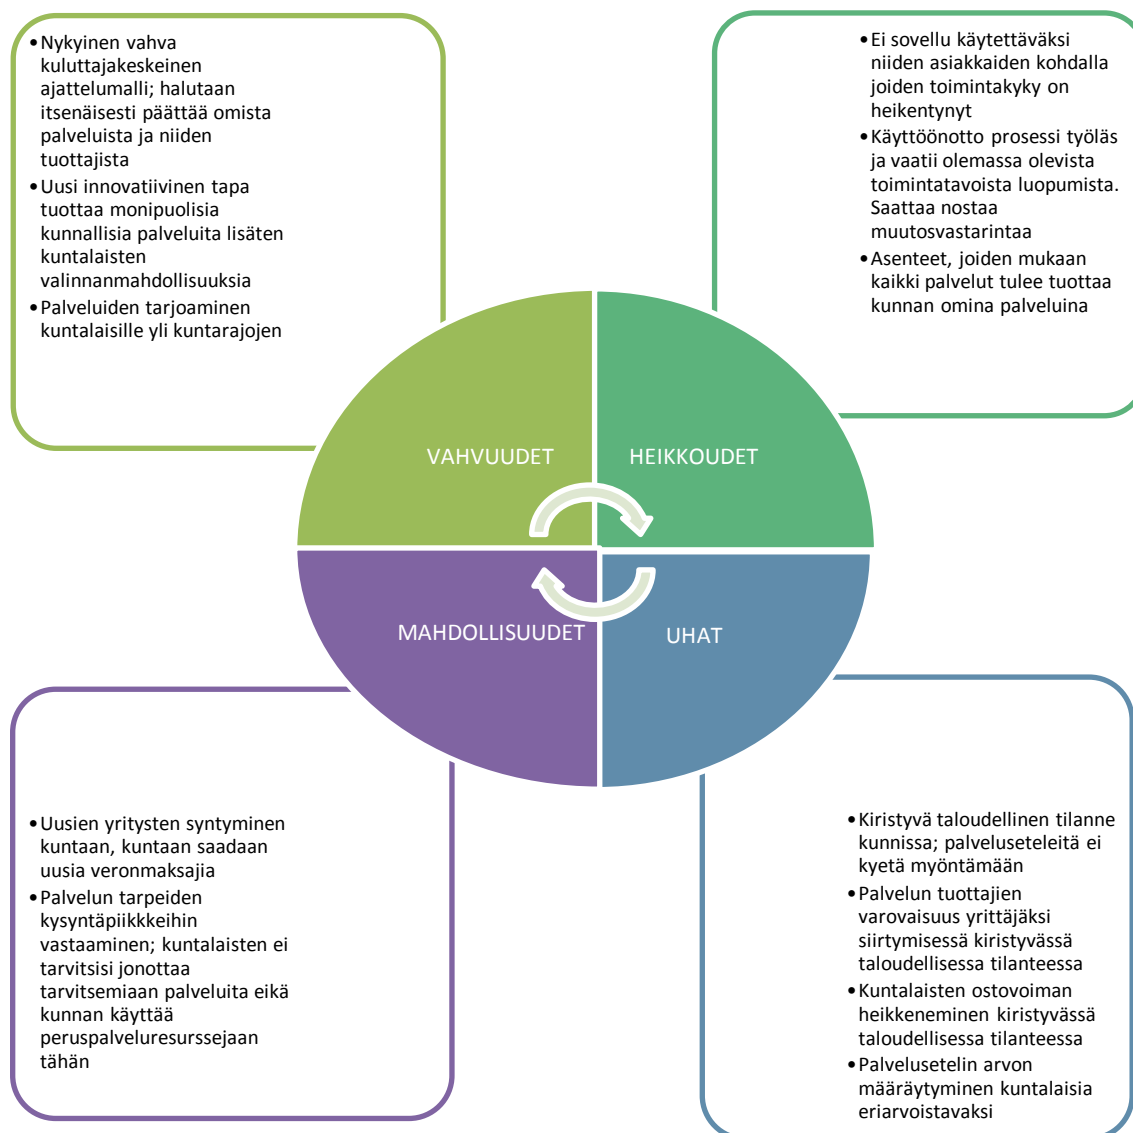 •Nykyinen vahva
kuluttajakeskeinen
ajattelumalli; halutaan
itsenäisesti päättää omista
palveluista ja niiden
tuottajista
•Uusi innovatiivinen tapa
tuottaa monipuolisia
kunnallisia palveluita lisäten
kuntalaisten
valinnanmahdollisuuksia
•Palveluiden tarjoaminen
kuntalaisille yli kuntarajojen
•Ei sovellu käytettäväksi
niiden asiakkaiden kohdalla
joiden toimintakyky on
heikentynyt
•Käyttöönotto prosessi työläs
ja vaatii olemassa olevista
toimintatavoista luopumista.
Saattaa nostaa
muutosvastarintaa
•Asenteet, joiden mukaan
kaikki palvelut tulee tuottaa
kunnan omina palveluina
VAHVUUDET
HEIKKOUDET
MAHDOLLISUUDET
UHAT
•Uusien yritysten syntyminen
kuntaan, kuntaan saadaan
uusia veronmaksajia
•Palvelun tarpeiden
kysyntäpiikkkeihin
vastaaminen; kuntalaisten ei
tarvitsisi jonottaa
tarvitsemiaan palveluita eikä
kunnan käyttää
peruspalveluresurssejaan
tähän
•Kiristyvä taloudellinen tilanne
kunnissa; palveluseteleitä ei
kyetä myöntämään
•Palvelun tuottajien
varovaisuus yrittäjäksi
siirtymisessä kiristyvässä
taloudellisessa tilanteessa
•Kuntalaisten ostovoiman
heikkeneminen kiristyvässä
taloudellisessa tilanteessa
•Palvelusetelin arvon
määräytyminen kuntalaisia
eriarvoistavaksi